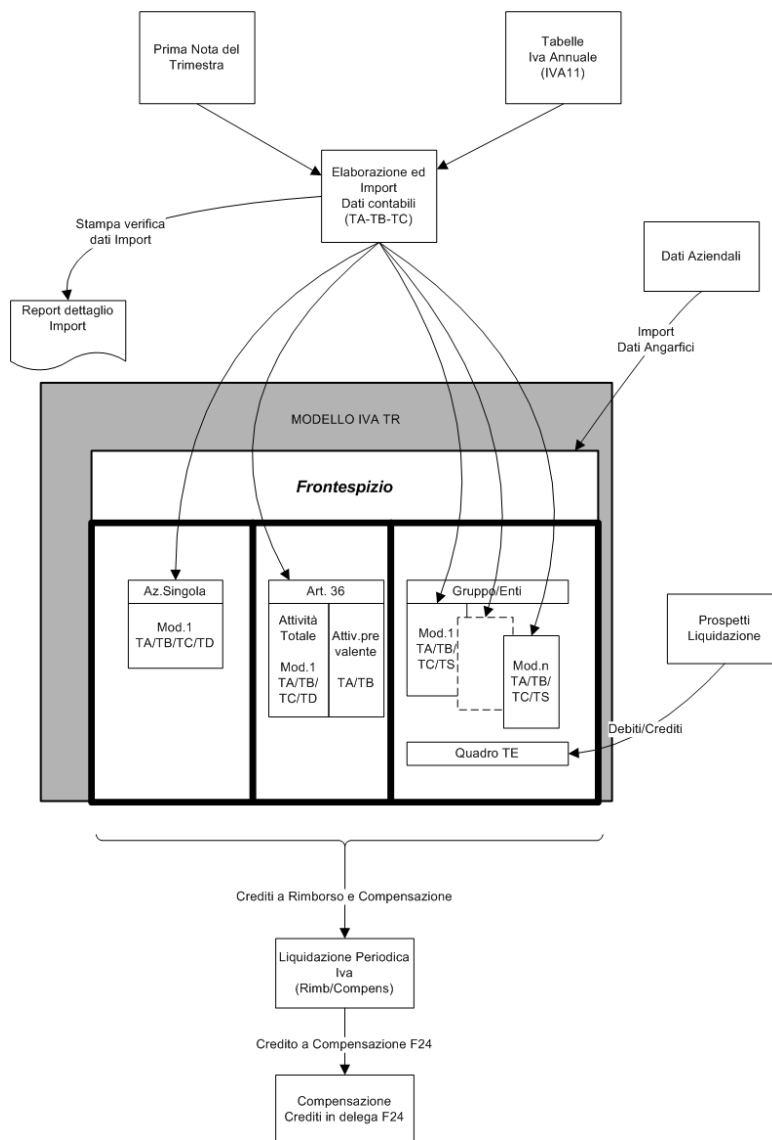 Prima Nota del
Trimestra
Tabelle
Iva Annuale
(IVA11)
Elaborazione ed
Import
Dati contabili
(TA-TB-TC)
Stampa verifica
dati Import
Report dettaglio
Import
Dati Aziendali
Import
Dati Angarfici
MODELLO IVA TR
Frontespizio
Az.Singola
Mod.1
TA/TB/TC/TD
Art. 36
Attività
Totale
Mod.1
TA/TB/
TC/TD
Attiv.pre
valente
TA/TB
Gruppo/Enti
Mod.1
TA/TB/
TC/TS
Mod.n
TA/TB/
TC/TS
Quadro TE
Prospetti
Liquidazione
Debiti/Crediti
Crediti a Rimborso e Compensazione
Liquidazione Periodica
Iva
(Rimb/Compens)
Credito a Compensazione F24
Compensazione
Crediti in delega F24